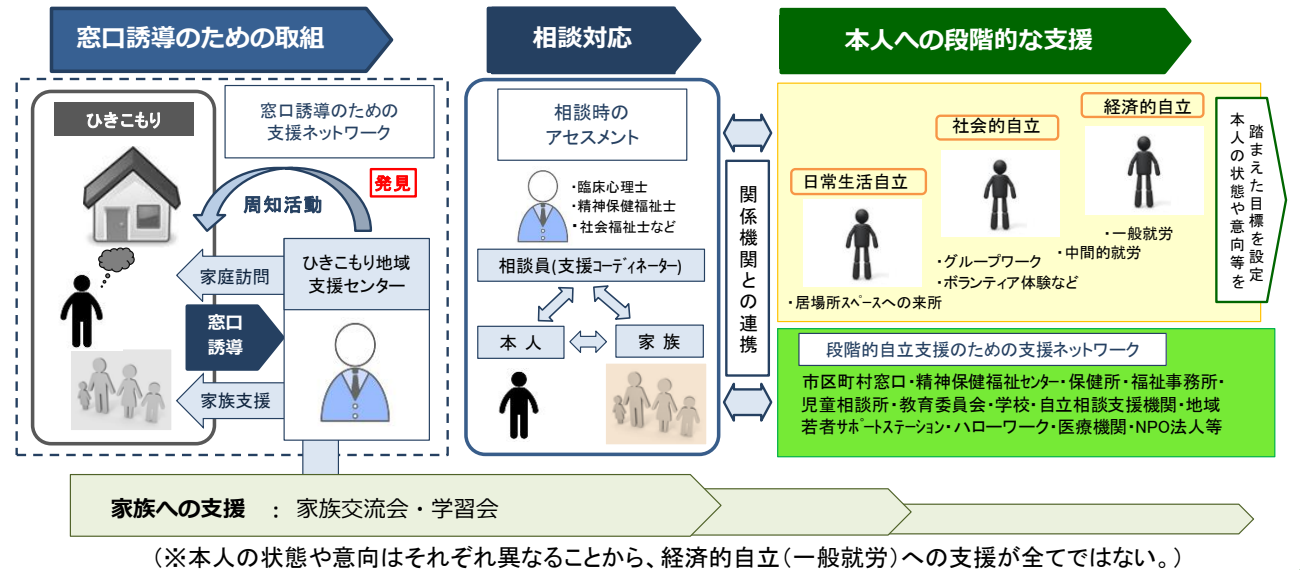 窓口誘導のための取組
ひきこもり
窓口誘導のための
支援ネットワーク
発見
周知活動
家庭訪問
ひきこもり地域
支援センター
窓口
誘導
家族支援
相談対応
相談時の
アセスメント
・臨床心理士
・精神保健福祉士
・社会福祉士など
相談員(支援コーディネーター)
本 人
家 族
関係機関との連携
本人への段階的な支援
日常生活自立
・居場所スペースへの来所
社会的自立
・グループワーク
・ボランティア体験など
経済的自立
・一般就労
・中間的就労
本人の状態や意向等を
踏まえた目標を設定
段階的自立支援のための支援ネットワーク
市区町村窓口・精神保健福祉センター・保健所・福祉事務所・
児童相談所・教育委員会・学校・自立相談支援機関・地域
若者サポートステーション・ハローワーク・医療機関・NPO法人等
家族への支援 : 家族交流会・学習会
(※本人の状態や意向はそれぞれ異なることから、経済的自立(一般就労)への支援が全てではない。)